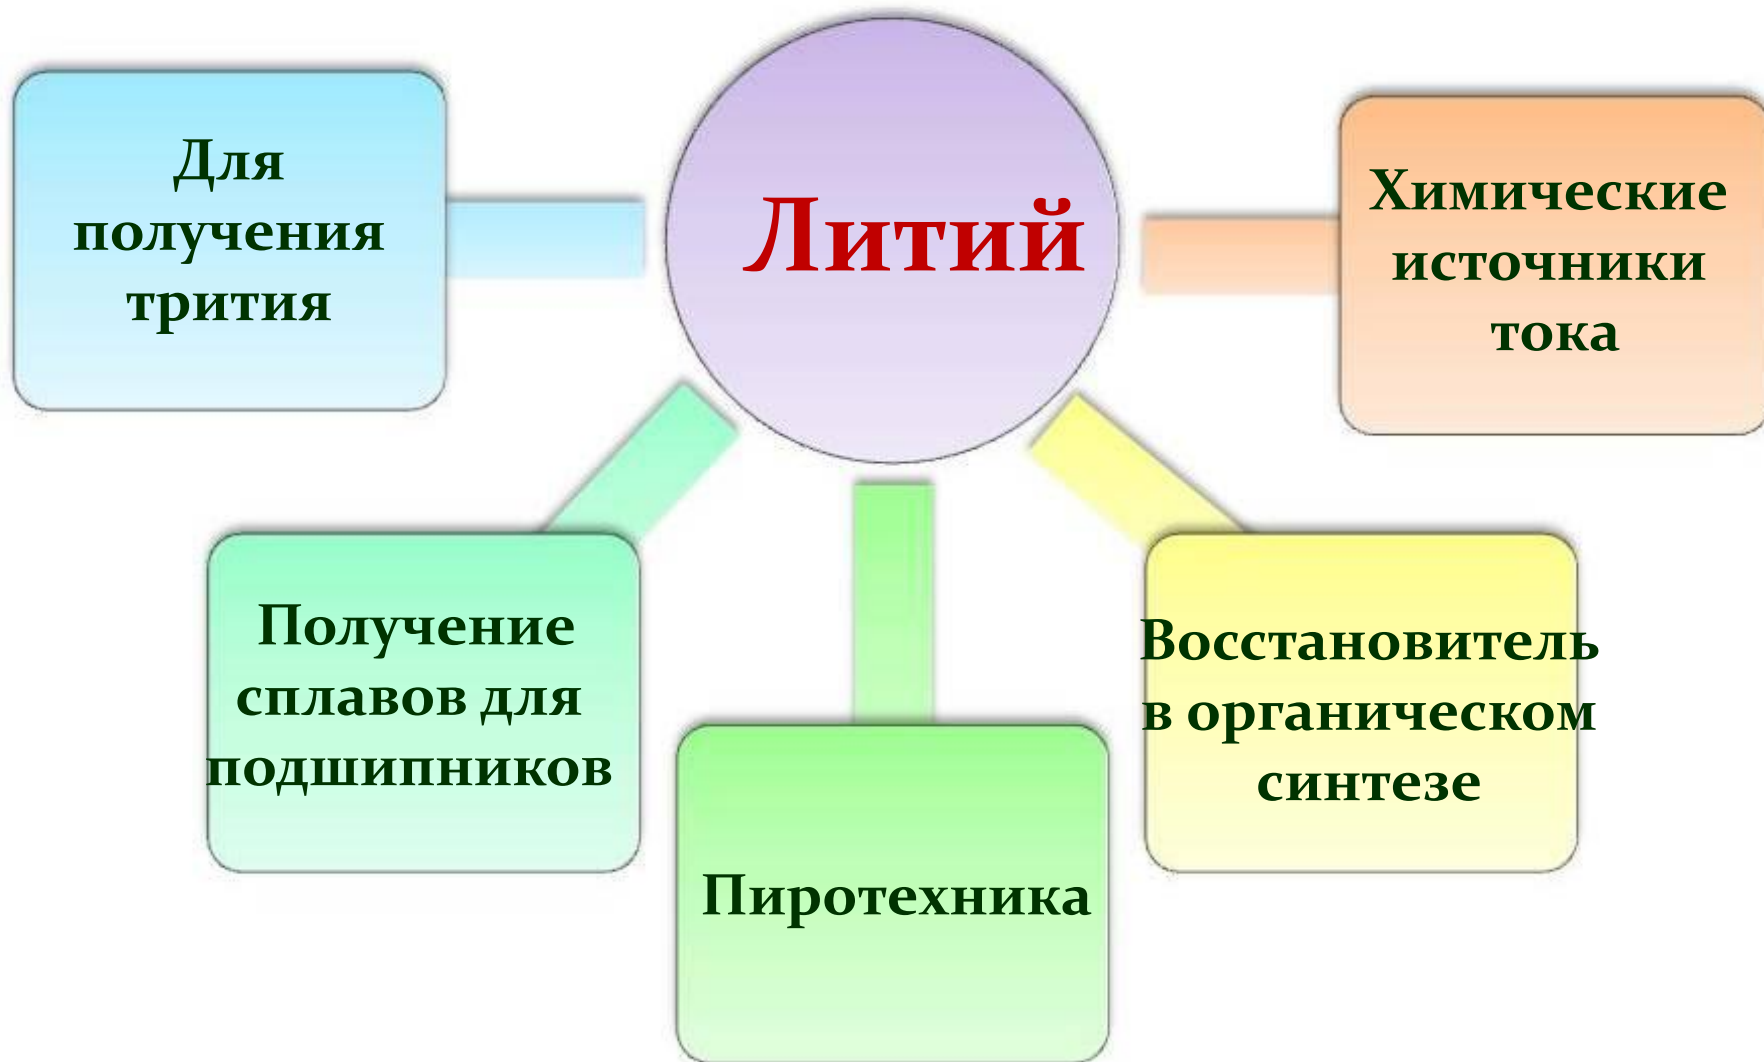 Литий
Для
получения
трития
Получение
сплавов для
подшипников
Пиротехника
Восстановитель
в органическом
синтезе
Химические
источники
тока